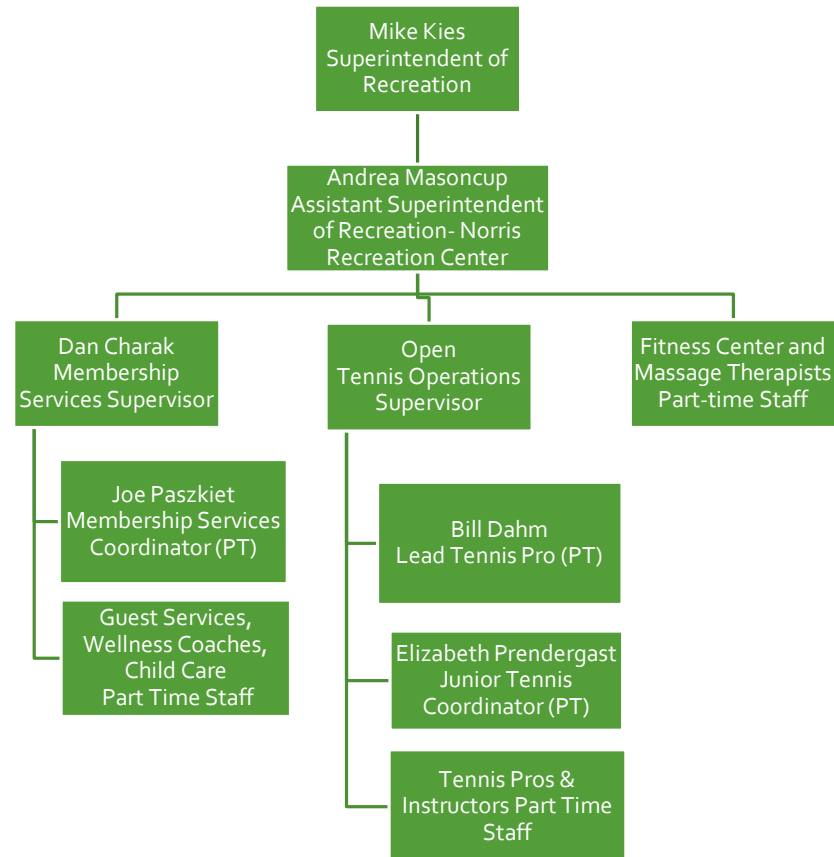 Mike Kies
Superintendent of
Recreation
Andrea Masoncup
Assistant Superintendent
of Recreation- Norris
Recreation Center
Dan Charak
Membership
Services Supervisor
Open
Tennis Operations
Supervisor
Fitness Center and
Massage Therapists
Part-time Staff
Joe Paszkiet
Membership Services
Coordinator (PT)
Guest Services,
Wellness Coaches,
Child Care
Part Time Staff
Bill Dahm
Lead Tennis Pro (PT)
Elizabeth Prendergast
Junior Tennis
Coordinator (PT)
Tennis Pros &
Instructors Part Time
Staff